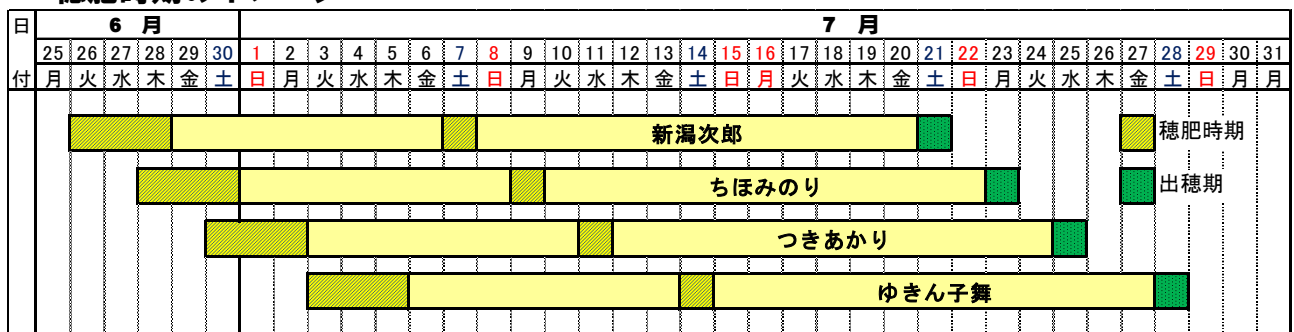 日 6 月 7 月
25 26 27 28 29 30 1 2 3 4 5 6 7 8 9 10 11 12 13 14 15 16 17 18 19 20 21 22 23 24 25 26 27 28 29 30 31
付 月 火 水 木 金 土 日 月 火 水 木 金 土 日 月 火 水 木 金 土 日 月 火 水 木 金 土 日 月 火 水 木 金 土 日 月 月
新潟次郎 穂肥時期
ちほみのり 出穂期
つきあかり
ゆきん子舞